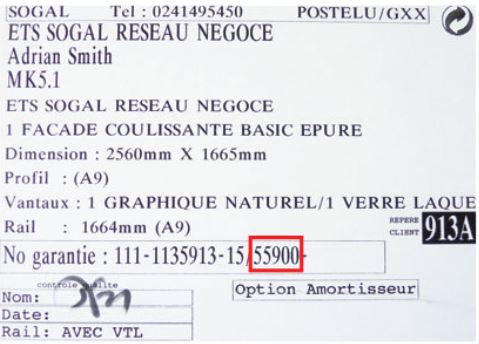 SOGAL Tel : 0241495450 POSTELU/GXX
ETS SOGAL RESEAU NEGOCE
Adrian Smith
MK5.1
ETS SOGAL RESEAU NEGOCE
1 FACADE COULISSANTE BASIC EPURE
Dimension : 2560mm X 1665mm
Profil : (A9)
Vantaux : 1 GRAPHIQUE NATUREL/1 VERRE LAQUE
Rail : 1664mm (A9) REPERE CLIENT 913A
No garantie : 111-1135913-15/55900-
controle qualite
Option Amortisseur
Nom:
Date:
Rail: AVEC VTL